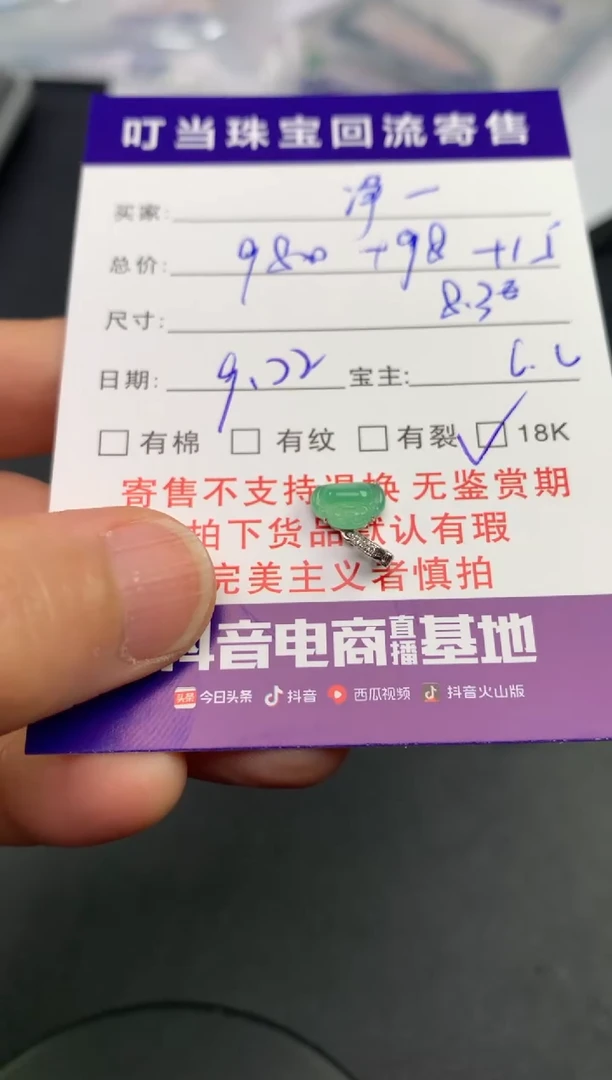 叮当珠宝回流寄售
买家: 净一
总价: 980 +98 +15
8.3
尺寸:
日期: 9.22 宝主: L.L
有棉 有纹 有裂 18K
寄售不支持退换 无鉴赏期
拍下货品默认有瑕
完美主义者慎拍
抖音电商直播基地
头条 今日头条 抖音 西瓜视频 抖音火山版